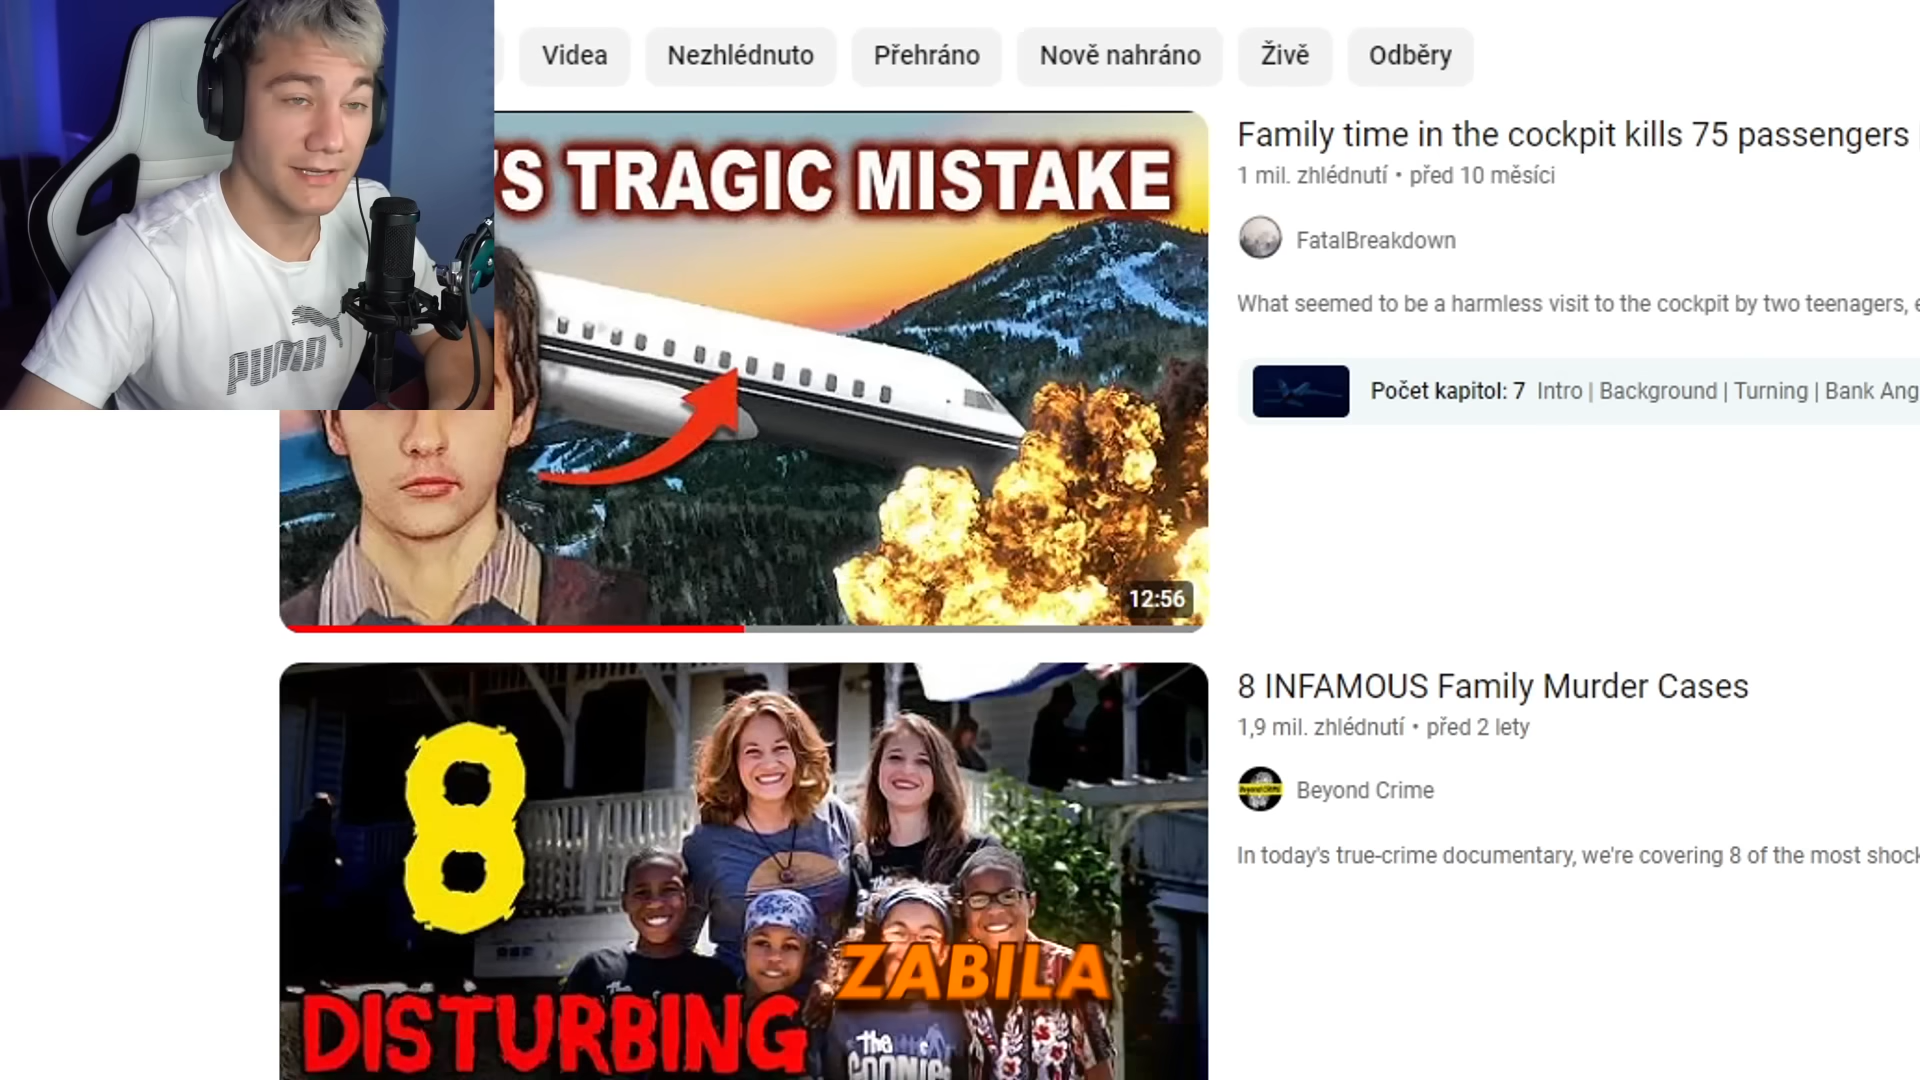 Videa
Nezhlédnuto
Přehráno
Nově nahráno
Živě
Odběry
'S TRAGIC MISTAKE
12:56
Family time in the cockpit kills 75 passengers
1 mil. zhlédnutí • před 10 měsíci
FatalBreakdown
What seemed to be a harmless visit to the cockpit by two teenagers,
Počet kapitol: 7 Intro | Background | Turning | Bank Ang
PUMA
8
DISTURBING
ZABILA
the
GOONIES
8 INFAMOUS Family Murder Cases
1,9 mil. zhlédnutí • před 2 lety
Beyond Crime
In today's true-crime documentary, we're covering 8 of the most shock